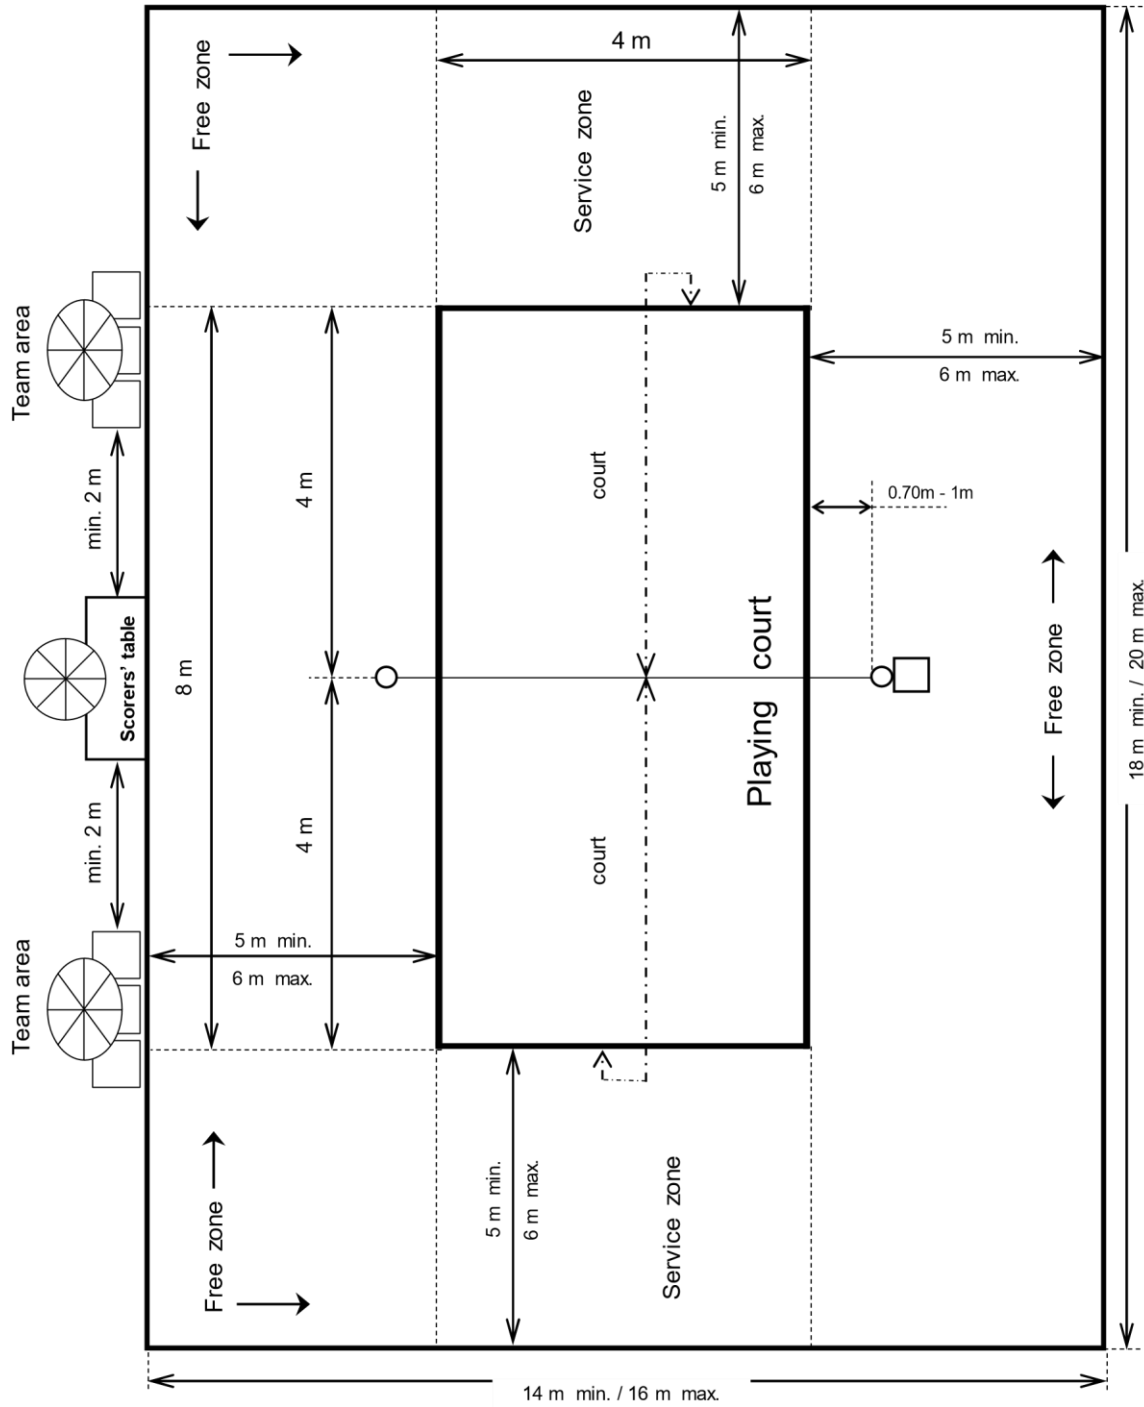 4 m
Free zone
Service zone
5 m min.
6 m max.
Team area
5 m min.
6 m max.
min. 2 m
4 m
court
0.70m - 1m
Scorers' table
8 m
Playing court
Free zone
18 m min. / 20 m max.
min. 2 m
4 m
court
Team area
5 m min.
6 m max.
5 m min.
6 m max.
Service zone
Free zone
14 m min. / 16 m max.